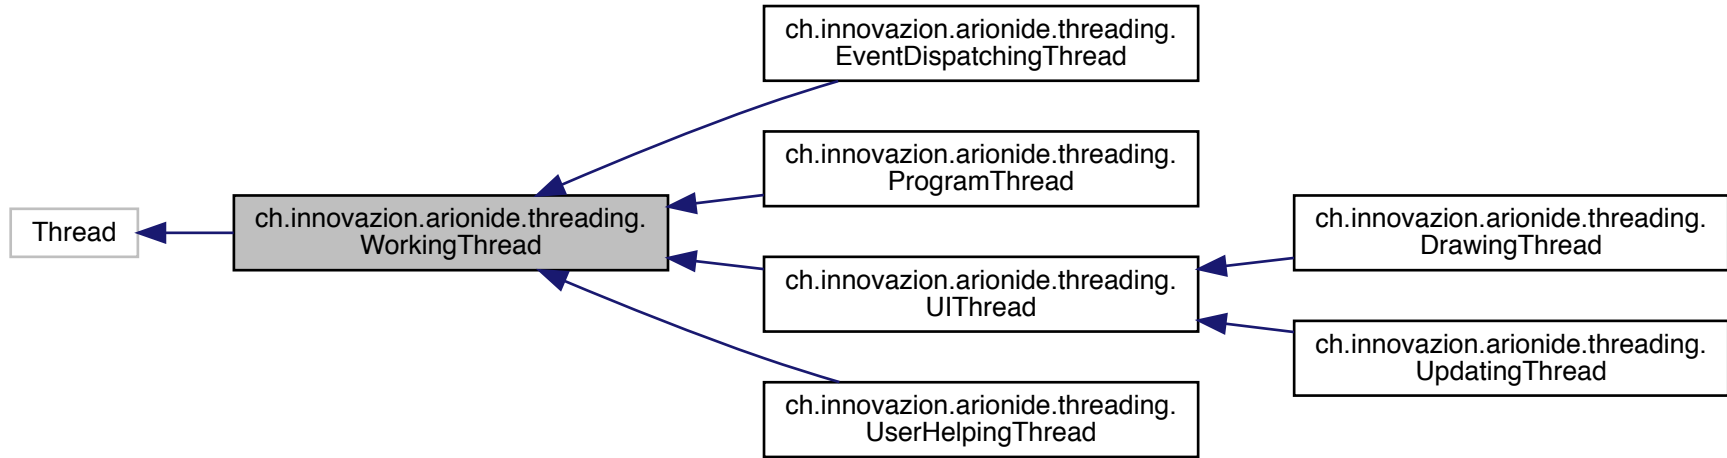 Thread
ch.innovazion.arionide.threading.
WorkingThread
ch.innovazion.arionide.threading.
EventDispatchingThread
ch.innovazion.arionide.threading.
ProgramThread
ch.innovazion.arionide.threading.
UIThread
ch.innovazion.arionide.threading.
UserHelpingThread
ch.innovazion.arionide.threading.
DrawingThread
ch.innovazion.arionide.threading.
UpdatingThread